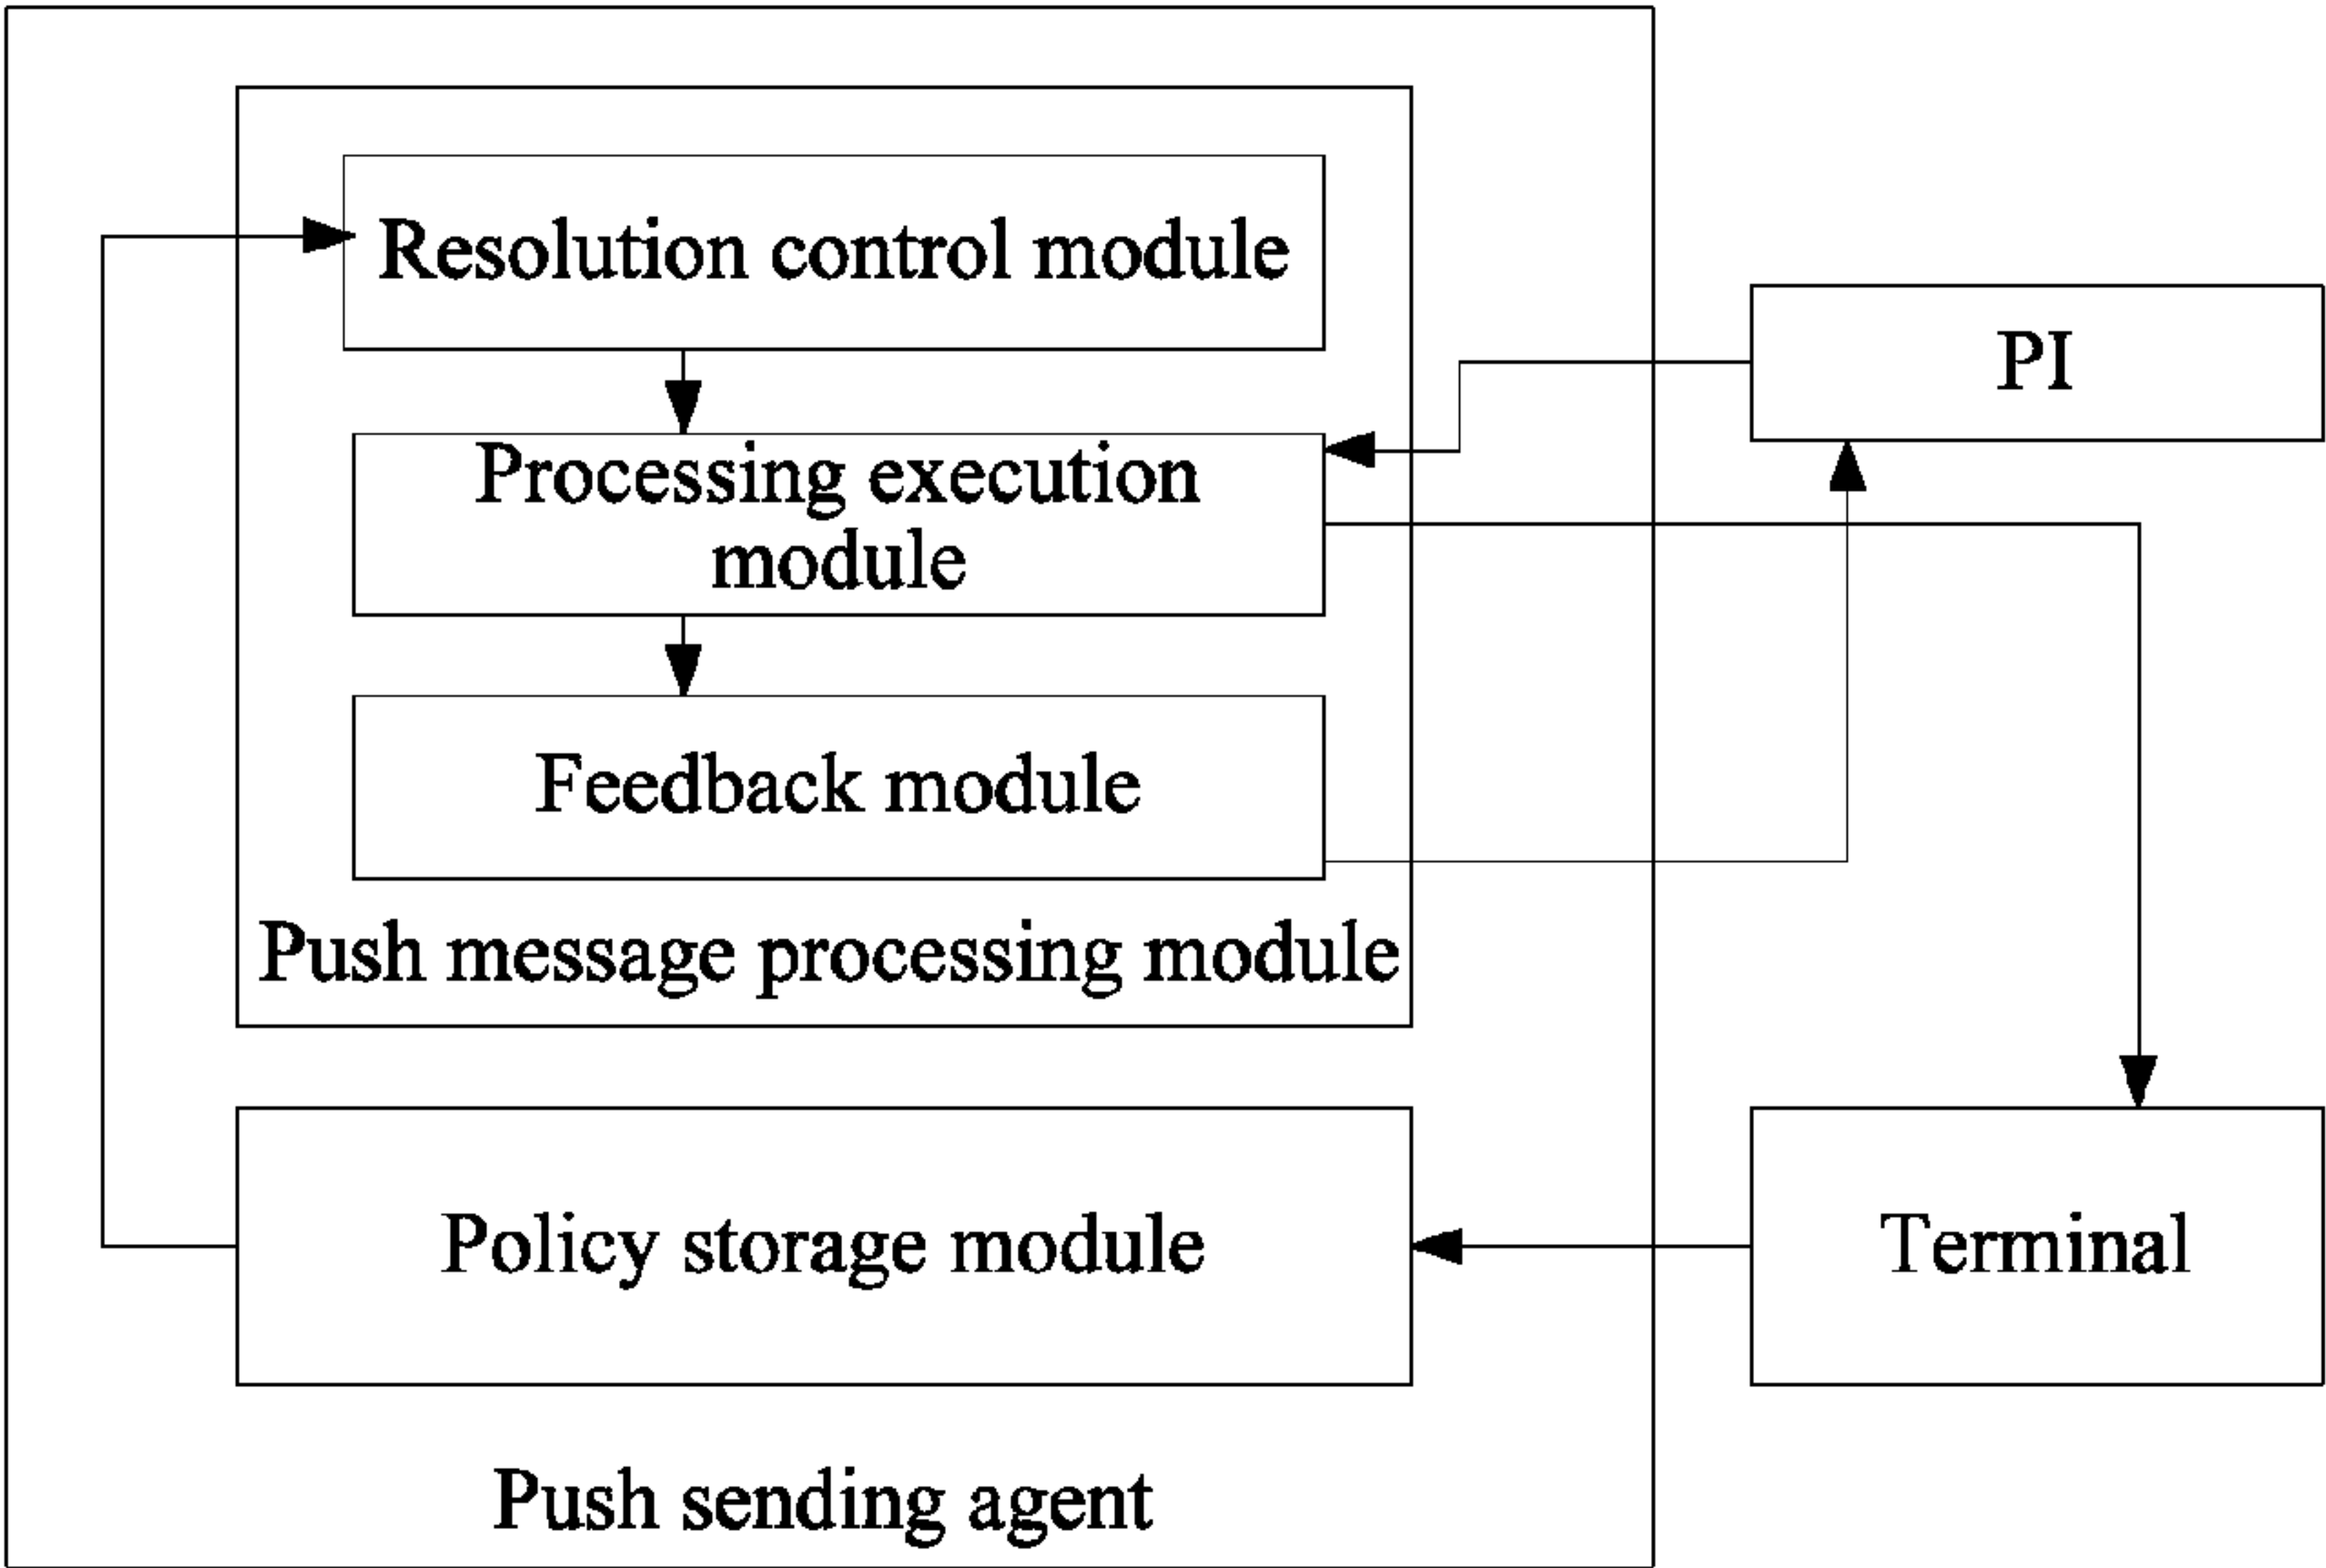 Resolution control module
PI
Processing execution
module
Feedback module
Push message processing module
Policy storage module
Terminal
Push sending agent